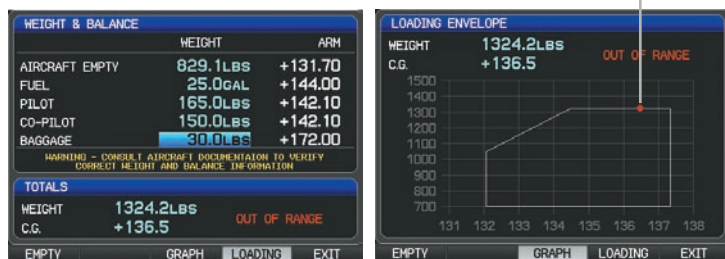 WEIGHT & BALANCE
WEIGHT ARM
AIRCRAFT EMPTY 829.1LBS +131.70
FUEL 25.0GAL +144.00
PILOT 165.0LBS +142.10
CO-PILOT 150.0LBS +142.10
BAGGAGE 30.0LBS +172.00
WARNING - CONSULT AIRCRAFT DOCUMENTAION TO VERIFY
CORRECT WEIGHT AND BALANCE INFORMATION
TOTALS
WEIGHT 1324.2LBS
OUT OF RANGE
C.G. +136.5
EMPTY GRAPH LOADING EXIT
LOADING ENVELOPE
WEIGHT 1324.2LBS
OUT OF RANGE
C.G. +136.5
1500
1400
1300
1200
1100
1000
900
800
700
131 132 133 134 135 136 137 138
EMPTY GRAPH LOADING EXIT